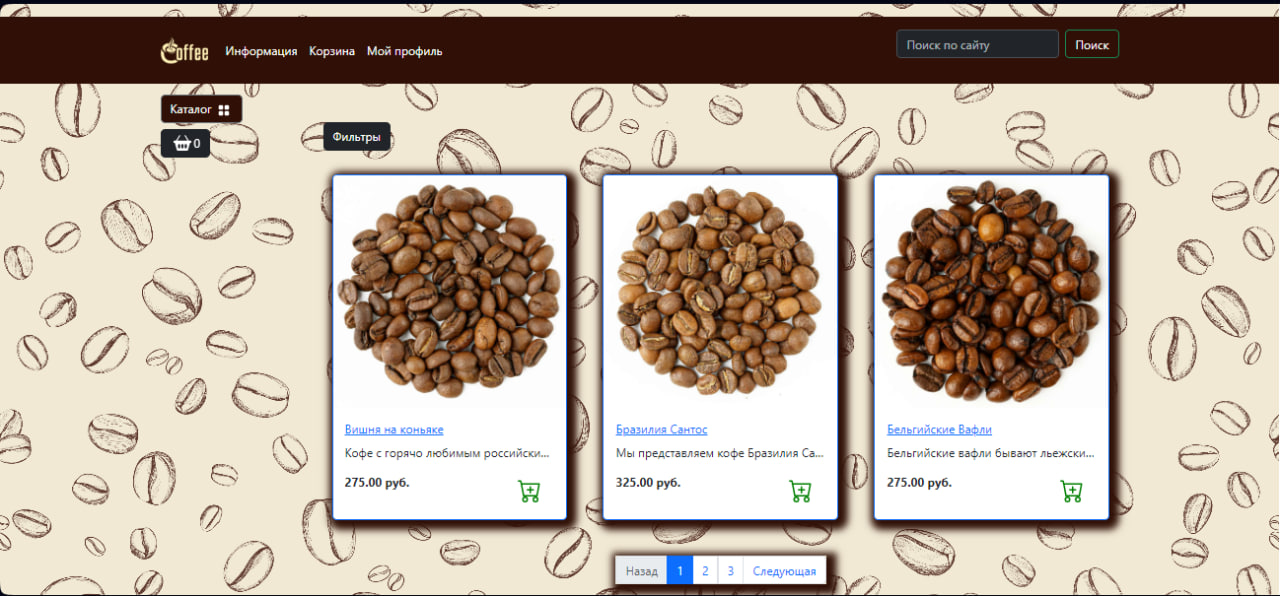 Coffee Информация Корзина Мой профиль Поиск по сайту Поиск
Каталог
0
Фильтры
Вишня на коньяке
Кофе с горячо любимым российски...
275.00 руб.
Бразилия Сантос
Мы представляем кофе Бразилия Са...
325.00 руб.
Бельгийские Вафли
Бельгийские вафли бывают льежски...
275.00 руб.
Назад 1 2 3 Следующая